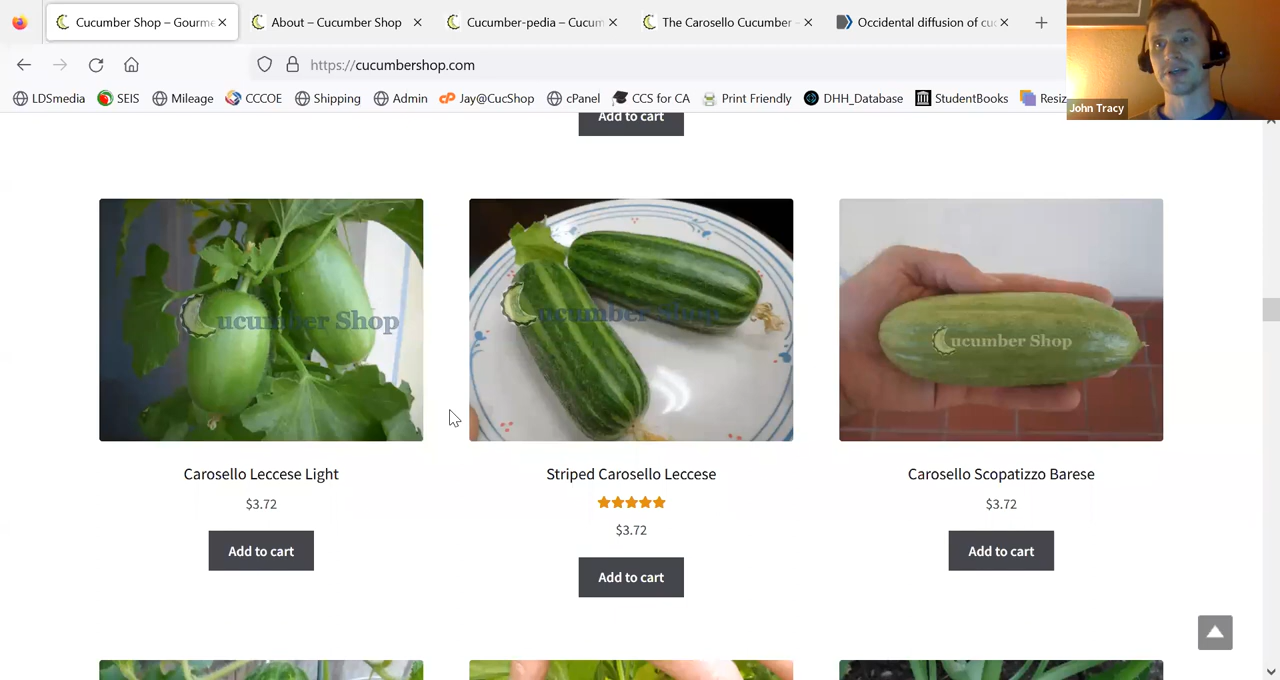 Cucumber Shop – Gourme
About – Cucumber Shop
Cucumber-pedia – Cucum
The Carosello Cucumber –
Occidental diffusion of cuc
https://cucumbershop.com
LDSmedia
SEIS
Mileage
CCCOE
Shipping
Admin
Jay@CucShop
cPanel
CCS for CA
Print Friendly
DHH_Database
StudentBooks
Resiz
John Tracy
Add to cart
ucumber Shop
ucumber Shop
ucumber Shop
Carosello Leccese Light
Striped Carosello Leccese
Carosello Scopatizzo Barese
$3.72
$3.72
$3.72
Add to cart
Add to cart
Add to cart